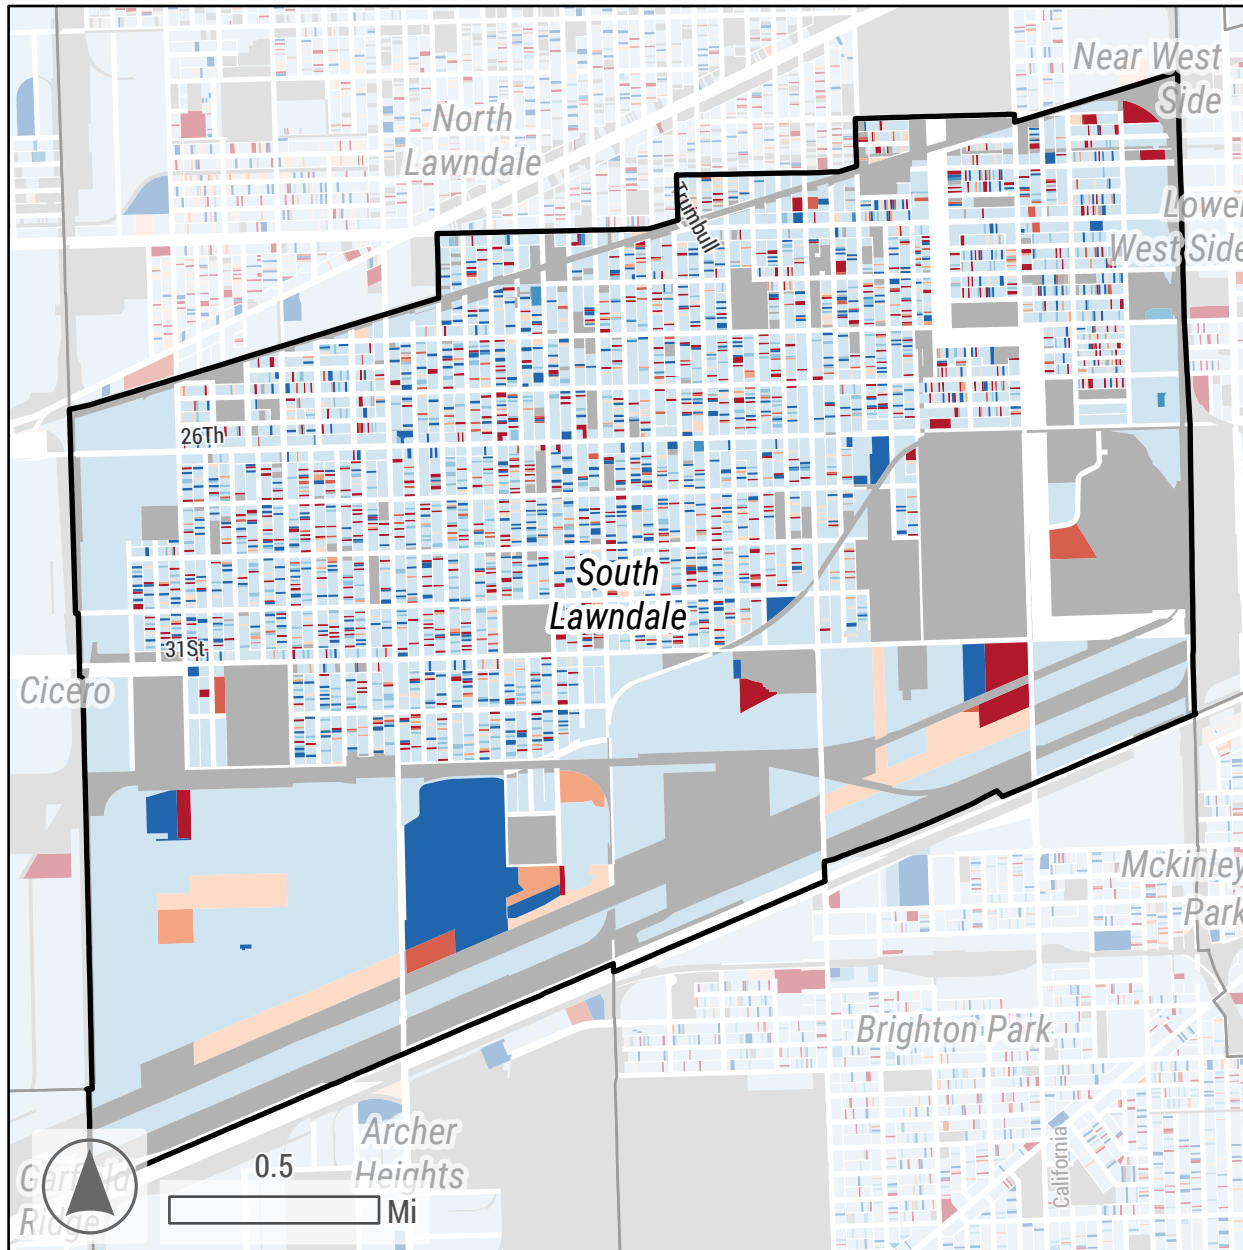 Near West
Side
North
Lawndale
Trumbull
Lower
West Side
26Th
South
Lawndale
31St
Cicero
Mckinley
Park
Brighton Park
Archer
Heights
California
Garfield
Ridge
0.5
Mi